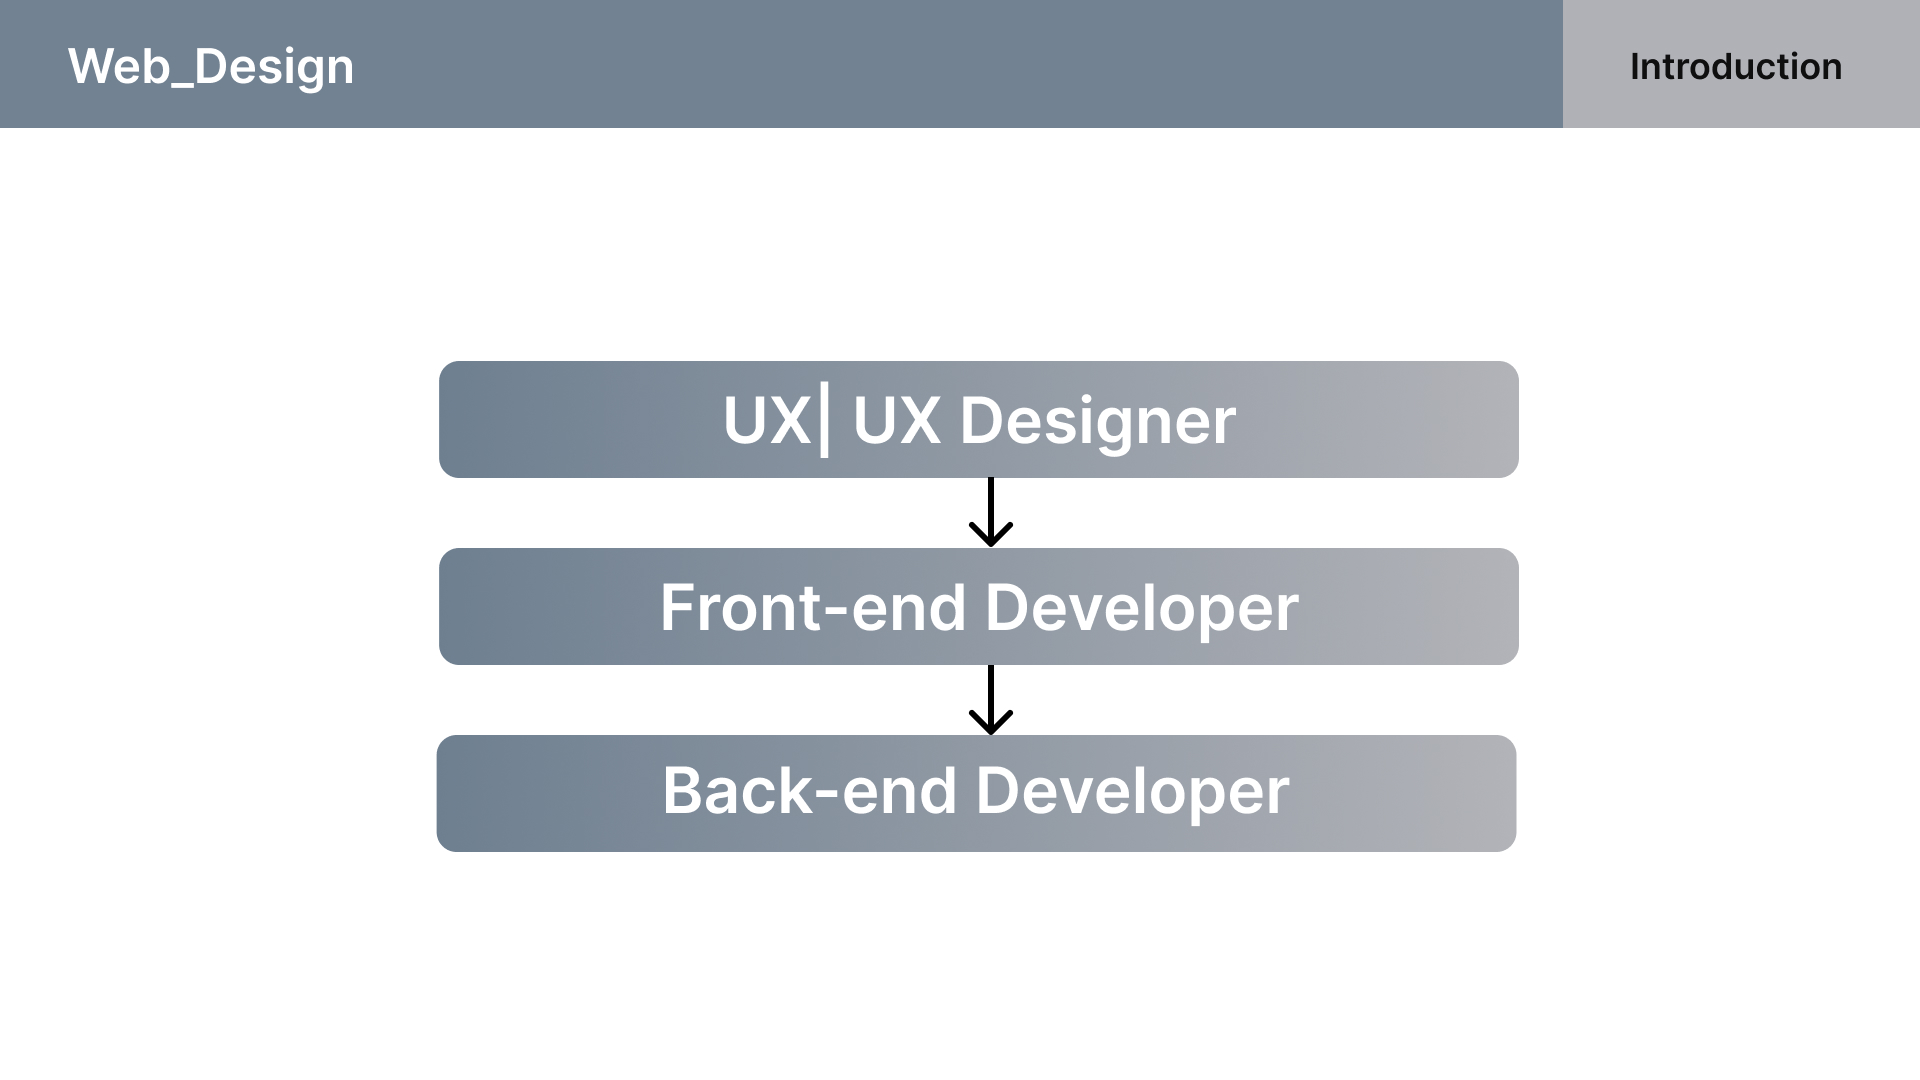 Web_Design
Introduction
UX| UX Designer
Front-end Developer
Back-end Developer